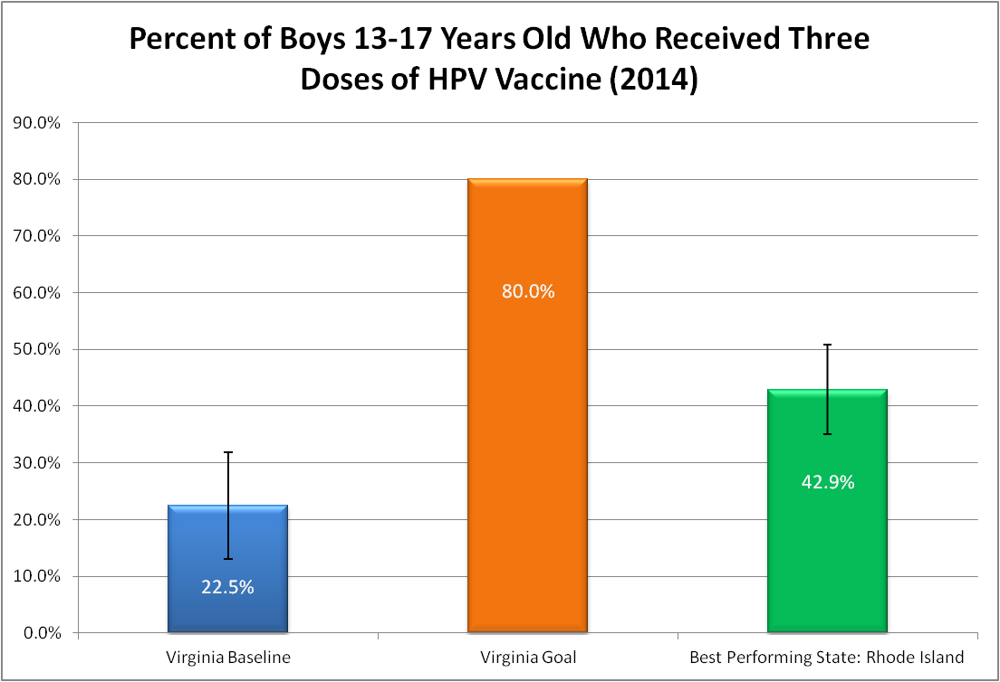 Percent of Boys 13-17 Years Old Who Received Three
Doses of HPV Vaccine (2014)
90.0%
80.0%
70.0%
60.0%
50.0%
40.0%
30.0%
20.0%
10.0%
0.0%
22.5%
80.0%
42.9%
Virginia Baseline
Virginia Goal
Best Performing State: Rhode Island